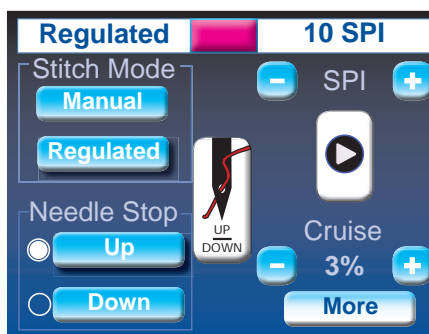 Regulated 10 SPI
Stitch Mode
Manual
Regulated
Needle Stop
Up
Down
UP
DOWN
- SPI +
Cruise
- 3% +
More